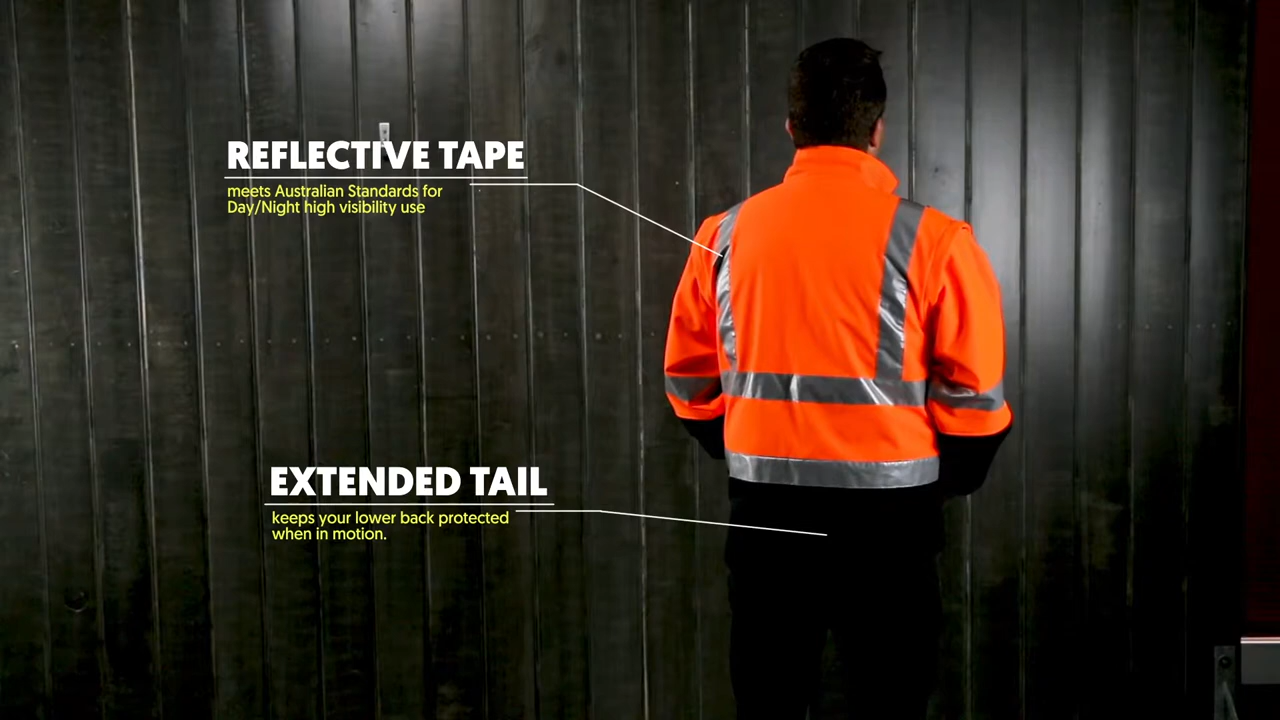 REFLECTIVE TAPE
meets Australian Standards for
Day/Night high visibility use
EXTENDED TAIL
keeps your lower back protected
when in motion.